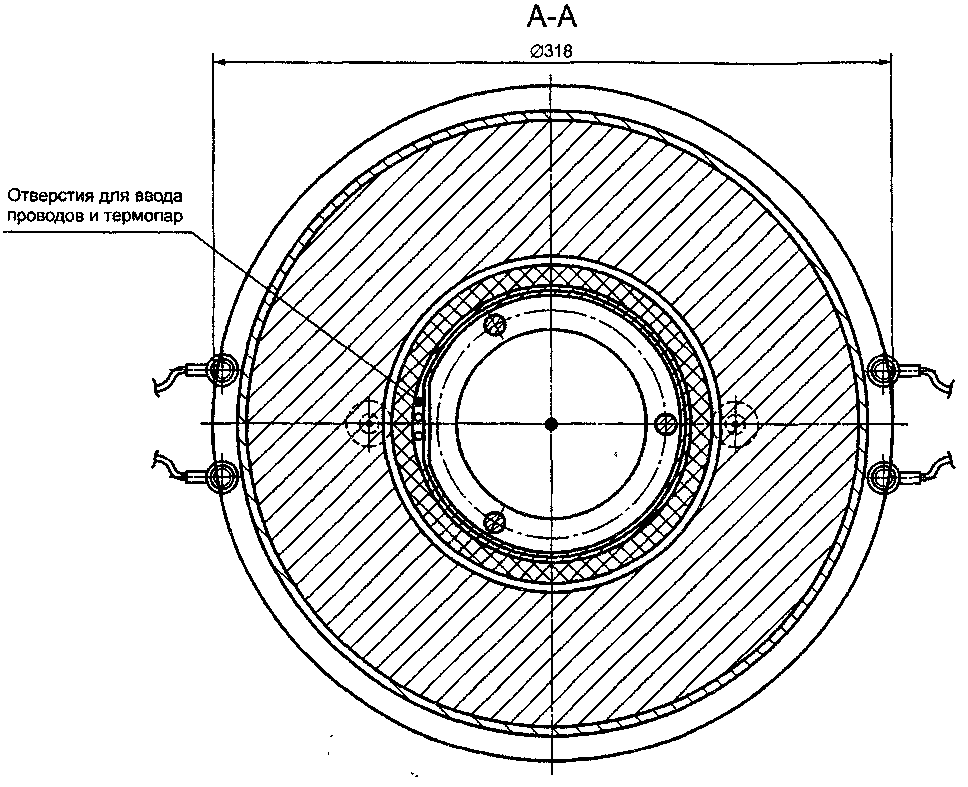 А-А
∅318
Отверстия для ввода
проводов и термопар